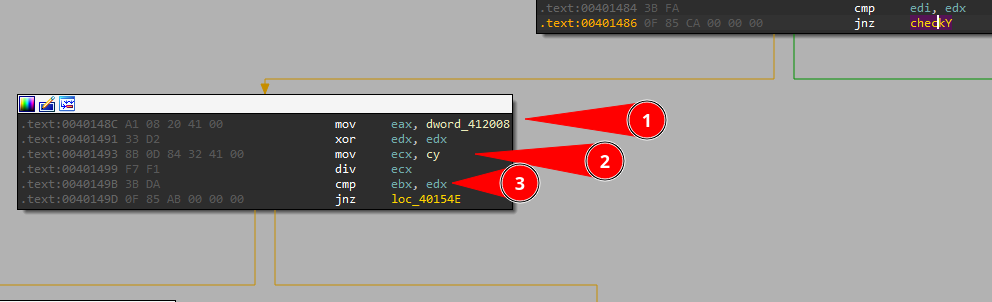 .text:00401484 3B FA cmp edi, edx
.text:00401486 0F 85 CA 00 00 00 jnz checkY
.text:0040148C A1 08 20 41 00 mov eax, dword_412008
.text:00401491 33 D2 xor edx, edx
.text:00401493 8B 0D 84 32 41 00 mov ecx, cy
.text:00401499 F7 F1 div ecx
.text:0040149B 3B DA cmp ebx, edx
.text:0040149D 0F 85 AB 00 00 00 jnz loc_40154E
1
2
3